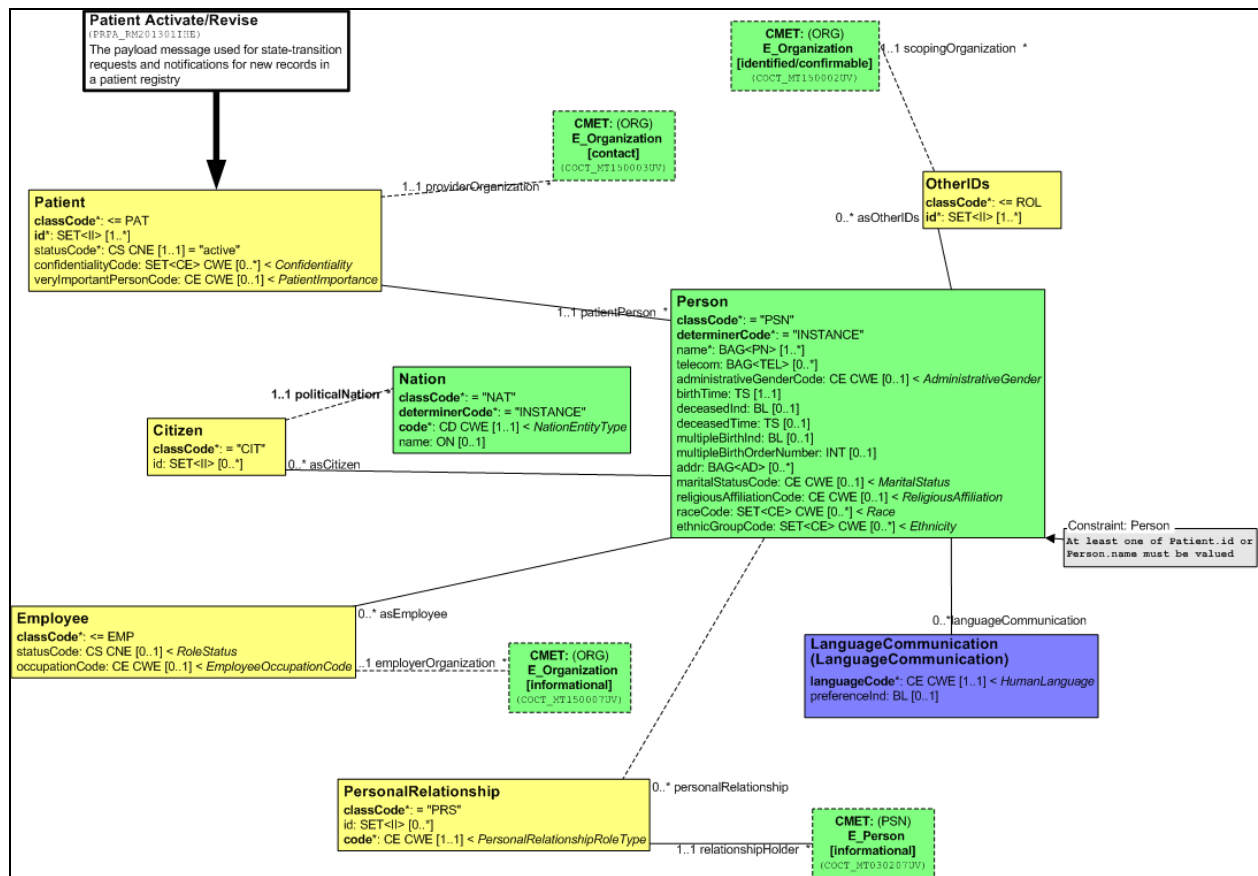 Patient Activate/Revise
(PRPA_RM201301IHE)
The payload message used for state-transition
requests and notifications for new records in
a patient registry
CMET: (ORG)
E_Organization
[identified/confirmable]
(COCT_MT150002UV)
1..1 scopingOrganization *
CMET: (ORG)
E_Organization
[contact]
(COCT_MT150003UV)
1..1 providerOrganization *
OtherIDs
classCode*: <= ROL
id*: SET<II> [1..*]
0..* asOtherIDs
Patient
classCode*: <= PAT
id*: SET<II> [1..*]
statusCode*: CS CNE [1..1] = "active"
confidentialityCode: SET<CE> CWE [0..*] < Confidentiality
veryImportantPersonCode: CE CWE [0..1] < PatientImportance
1..1 patientPerson *
Person
classCode*: = "PSN"
determinerCode*: = "INSTANCE"
name*: BAG<PN> [1..*]
telecom: BAG<TEL> [0..*]
administrativeGenderCode: CE CWE [0..1] < AdministrativeGender
birthTime: TS [1..1]
deceasedInd: BL [0..1]
deceasedTime: TS [0..1]
multipleBirthInd: BL [0..1]
multipleBirthOrderNumber: INT [0..1]
addr: BAG<AD> [0..*]
maritalStatusCode: CE CWE [0..1] < MaritalStatus
religiousAffiliationCode: CE CWE [0..1] < ReligiousAffiliation
raceCode: SET<CE> CWE [0..*] < Race
ethnicGroupCode: SET<CE> CWE [0..*] < Ethnicity
1..1 politicalNation *
Nation
classCode*: = "NAT"
determinerCode*: = "INSTANCE"
code*: CD CWE [1..1] < NationEntityType
name: ON [0..1]
Citizen
classCode*: = "CIT"
id: SET<II> [0..*]
0..* asCitizen
Constraint: Person
At least one of Patient.id or
Person.name must be valued
Employee
classCode*: <= EMP
statusCode: CS CNE [0..1] < RoleStatus
occupationCode: CE CWE [0..1] < EmployeeOccupationCode
0..* asEmployee
..1 employerOrganization *
CMET: (ORG)
E_Organization
[informational]
(COCT_MT150007UV)
0..*languageCommunication
LanguageCommunication
(LanguageCommunication)
languageCode*: CE CWE [1..1] < HumanLanguage
preferenceInd: BL [0..1]
PersonalRelationship
classCode*: = "PRS"
id: SET<II> [0..*]
code*: CE CWE [1..1] < PersonalRelationshipRoleType
0..* personalRelationship
1..1 relationshipHolder *
CMET: (PSN)
E_Person
[informational]
(COCT_MT030207UV)